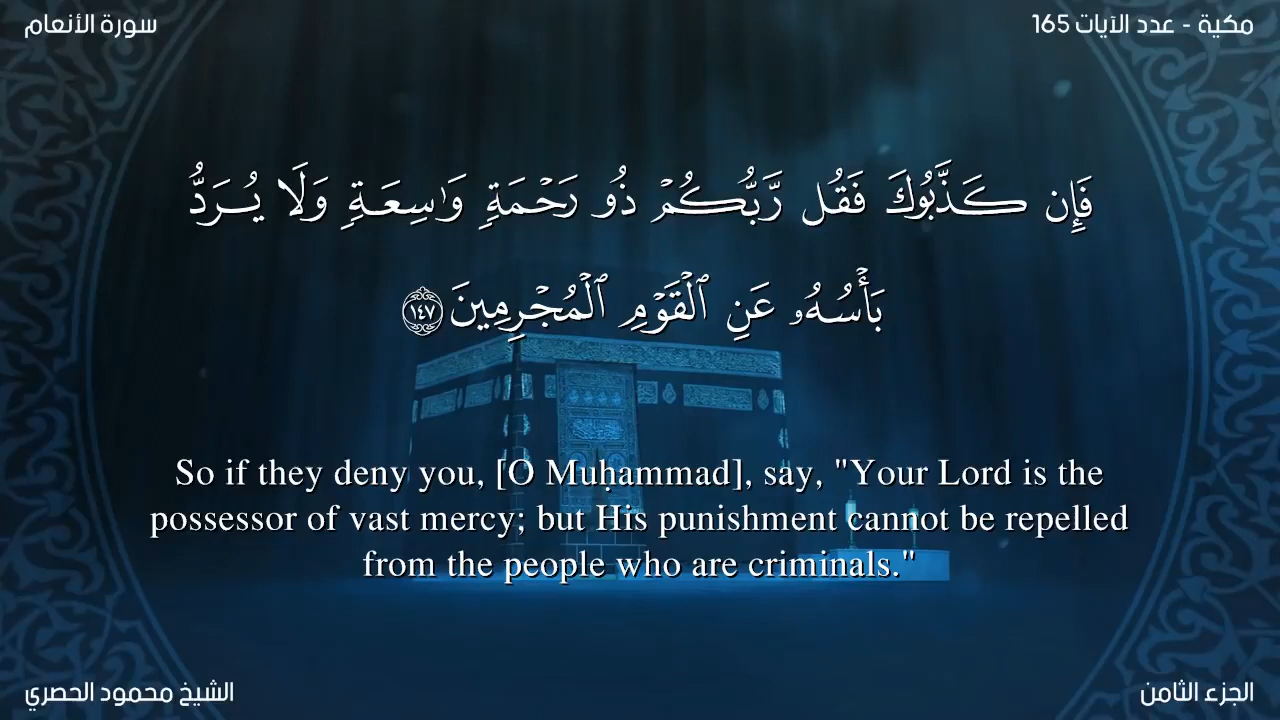 سورة الأنعام
مكية - عدد الآيات 165
فَإِن كَذَّبُوكَ فَقُل رَّبُّكُمْ ذُو رَحْمَةٍ وَٰسِعَةٍ وَلَا يُرَدُّ
بَأْسُهُۥ عَنِ ٱلْقَوْمِ ٱلْمُجْرِمِينَ ١٤٧
So if they deny you, [O Muḥammad], say, "Your Lord is the
possessor of vast mercy; but His punishment cannot be repelled
from the people who are criminals."
الشيخ محمود الحصري
الجزء الثامن